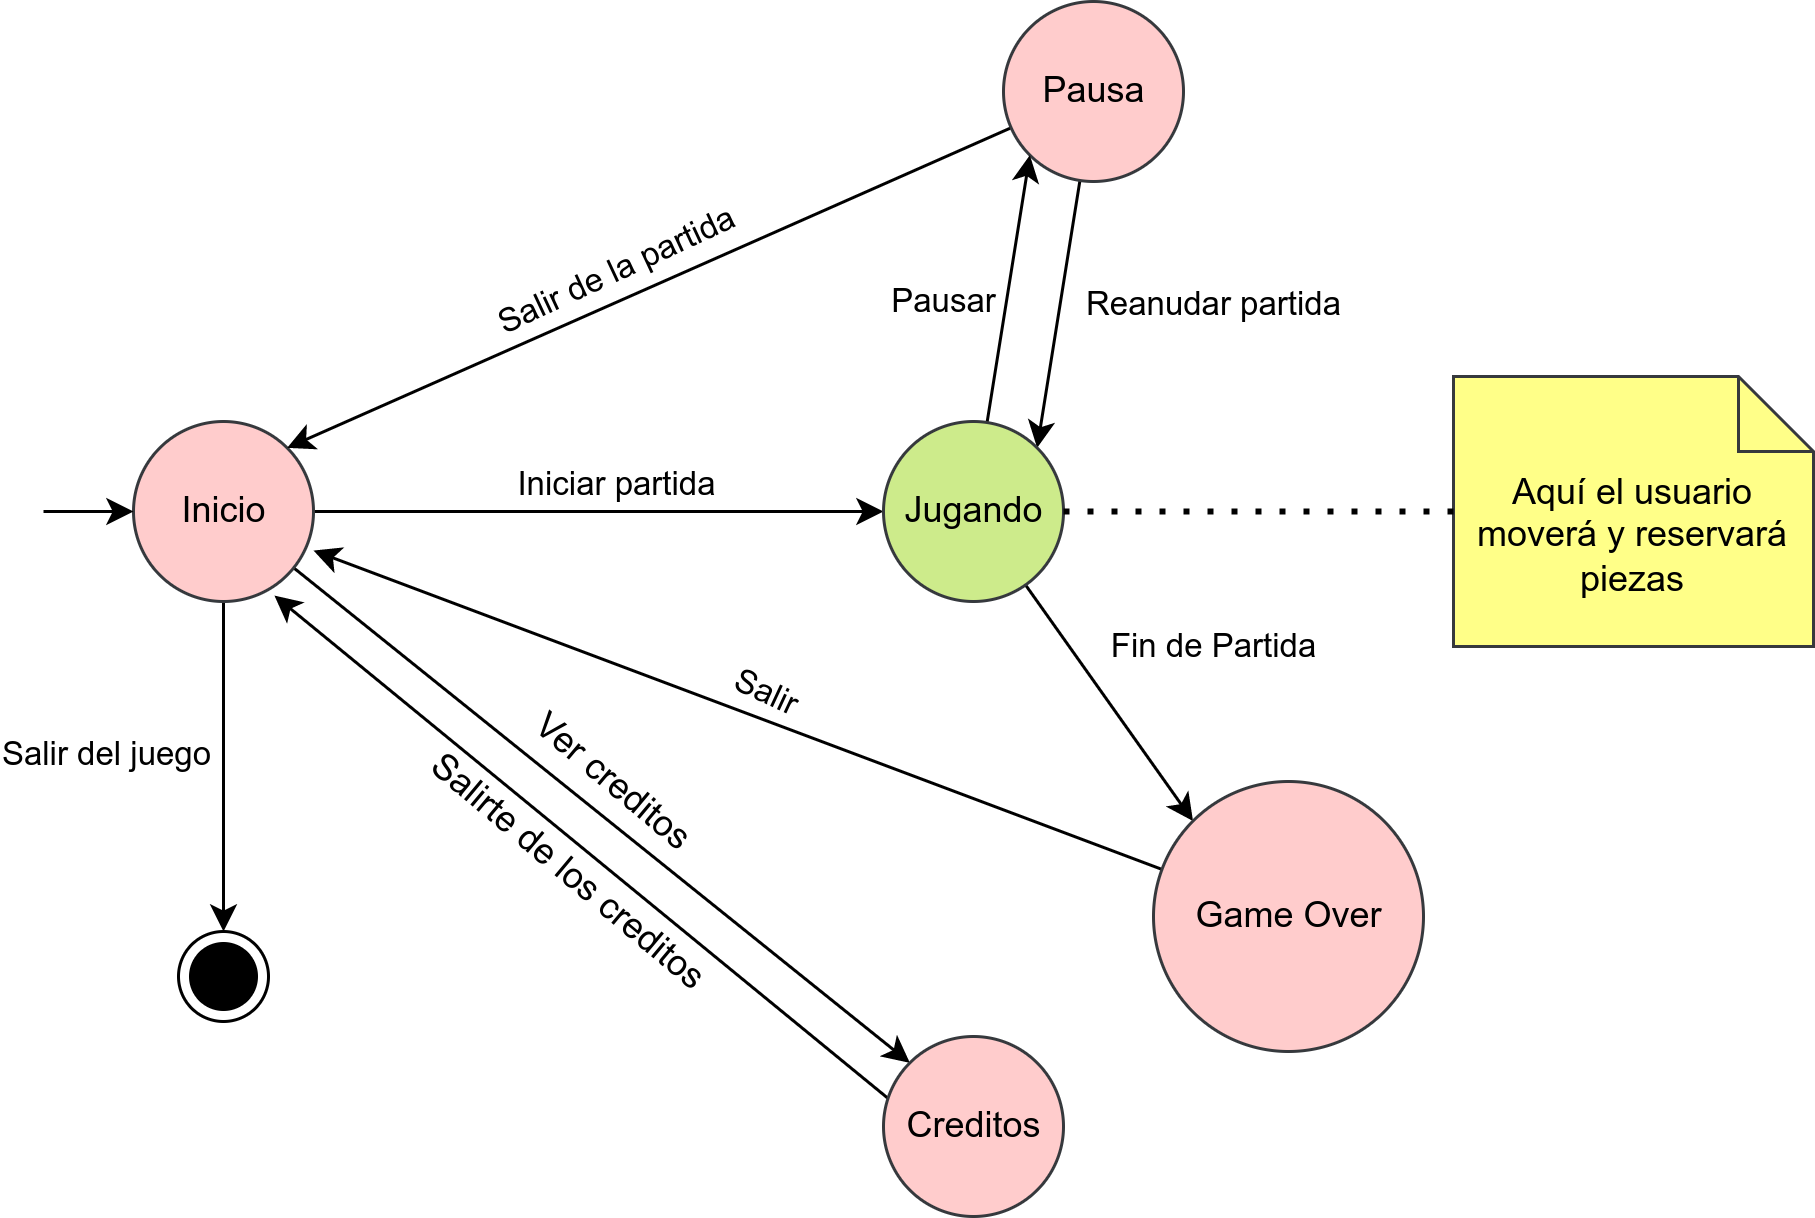 Pausa
Salir de la partida
Pausar
Reanudar partida
Inicio
Iniciar partida
Jugando
Aquí el usuario
moverá y reservará
piezas
Fin de Partida
Salir
Salir del juego
Ver creditos
Salirte de los creditos
Game Over
Creditos